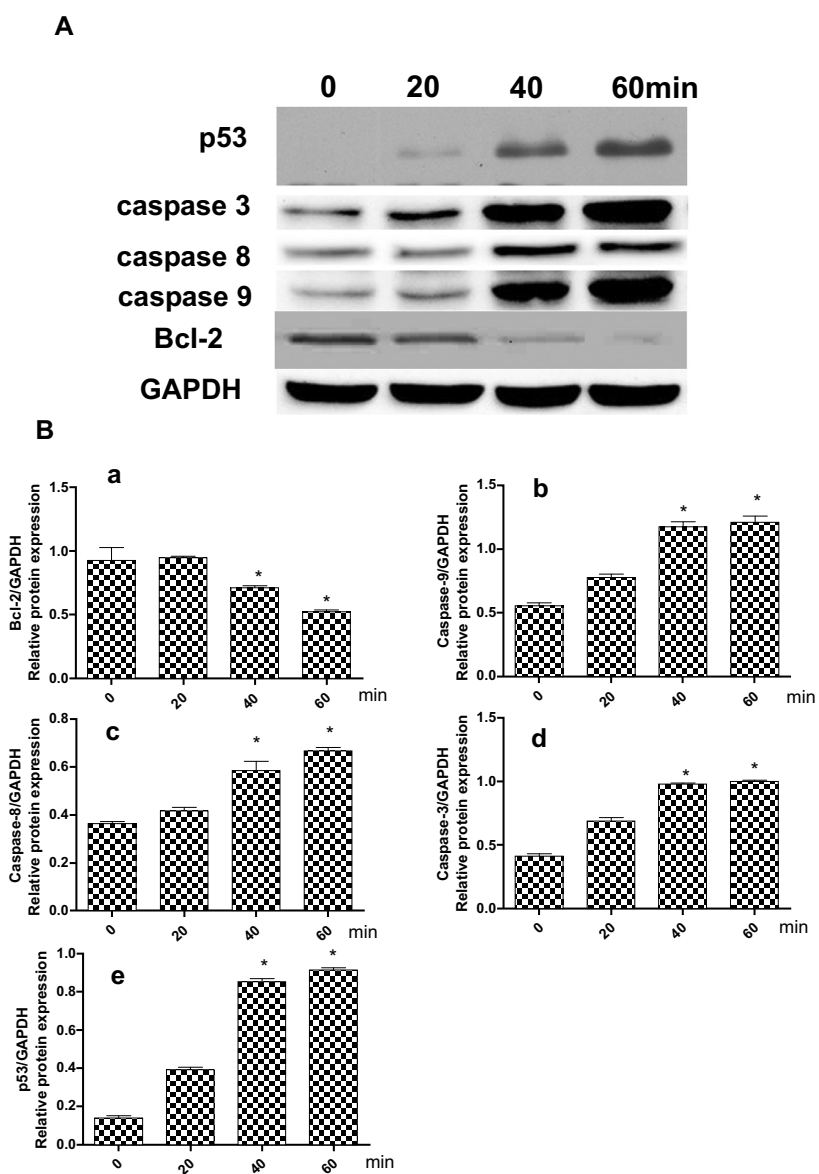 A
0 20 40 60min
p53
caspase 3
caspase 8
caspase 9
Bcl-2
GAPDH
B
a
Bcl-2/GAPDH
Relative protein expression
1.5
1.0
0.5
0.0
* *
0 20 40 60 min
b
Caspase-9/GAPDH
Relative protein expression
1.5
1.0
0.5
0.0
* *
0 20 40 60 min
c
Caspase-8/GAPDH
Relative protein expression
0.8
0.6
0.4
0.2
0.0
* *
0 20 40 60 min
d
Caspase-3/GAPDH
Relative protein expression
1.5
1.0
0.5
0.0
* *
0 20 40 60 min
e
p53/GAPDH
Relative protein expression
1.0
0.8
0.6
0.4
0.2
0.0
* *
0 20 40 60 min